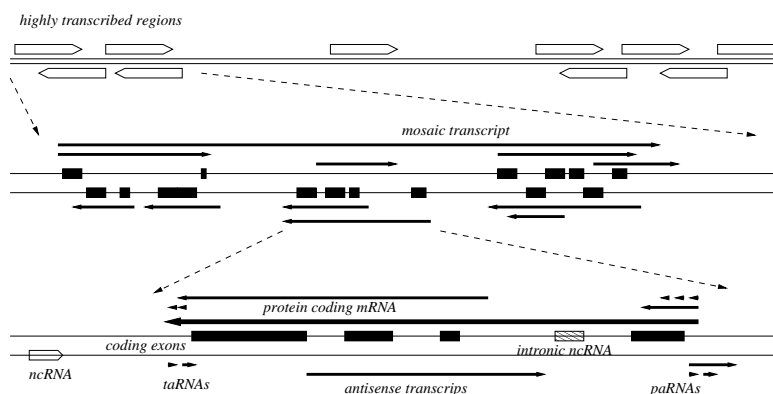 highly transcribed regions
mosaic transcript
protein coding mRNA
coding exons
intronic ncRNA
ncRNA
taRNAs
antisense transcrips
paRNAs